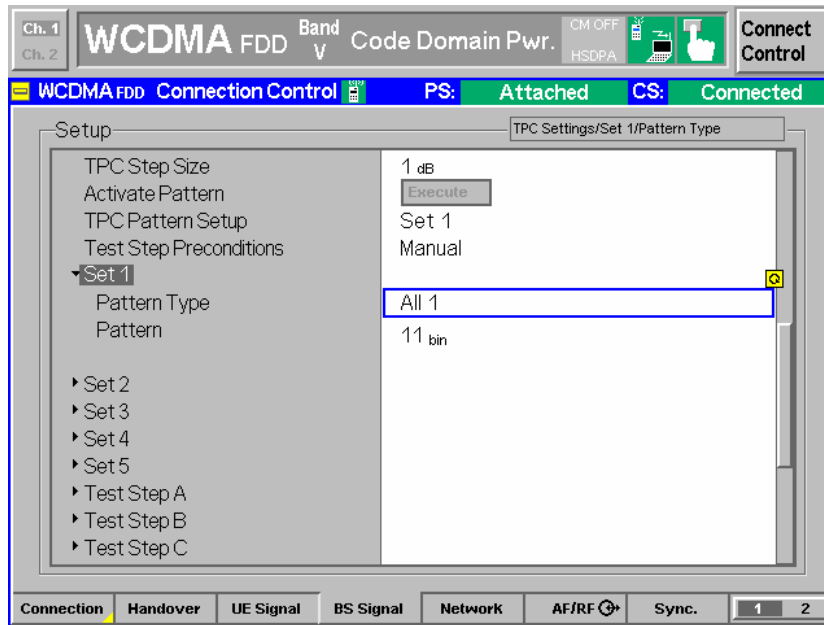 Ch. 1
Ch. 2
WCDMA FDD Band V Code Domain Pwr.
CM OFF
HSDPA
Connect Control
WCDMA FDD Connection Control PS: Attached CS: Connected
Setup TPC Settings/Set 1/Pattern Type
TPC Step Size 1 dB
Activate Pattern Execute
TPC Pattern Setup Set 1
Test Step Preconditions Manual
Set 1
Pattern Type All 1
Pattern 11 bin
Set 2
Set 3
Set 4
Set 5
Test Step A
Test Step B
Test Step C
Connection Handover UE Signal BS Signal Network AF/RF Sync. 1 2